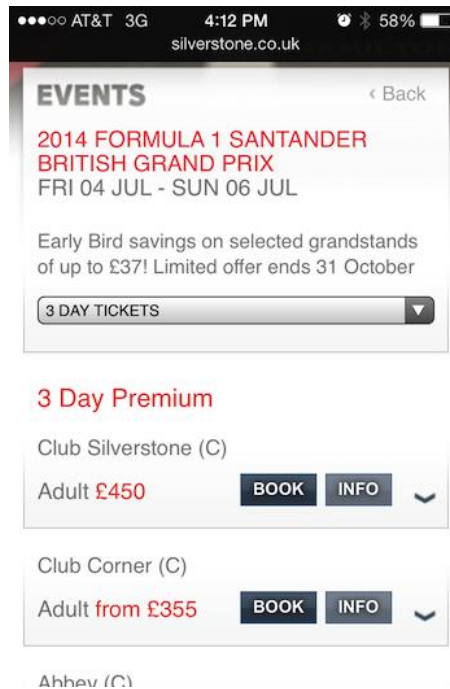 AT&T 3G 4:12 PM 58%
silverstone.co.uk
EVENTS ‹ Back
2014 FORMULA 1 SANTANDER
BRITISH GRAND PRIX
FRI 04 JUL - SUN 06 JUL
Early Bird savings on selected grandstands
of up to £37! Limited offer ends 31 October
3 DAY TICKETS
3 Day Premium
Club Silverstone (C)
Adult £450 BOOK INFO
Club Corner (C)
Adult from £355 BOOK INFO
Abbey (C)